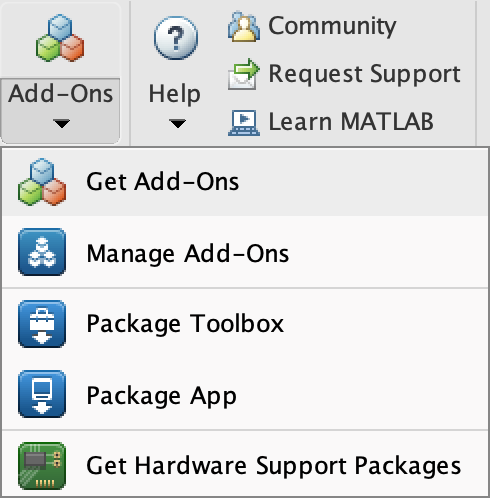 Add-Ons
Help
?
Community
Request Support
Learn MATLAB
Get Add-Ons
Manage Add-Ons
Package Toolbox
Package App
Get Hardware Support Packages